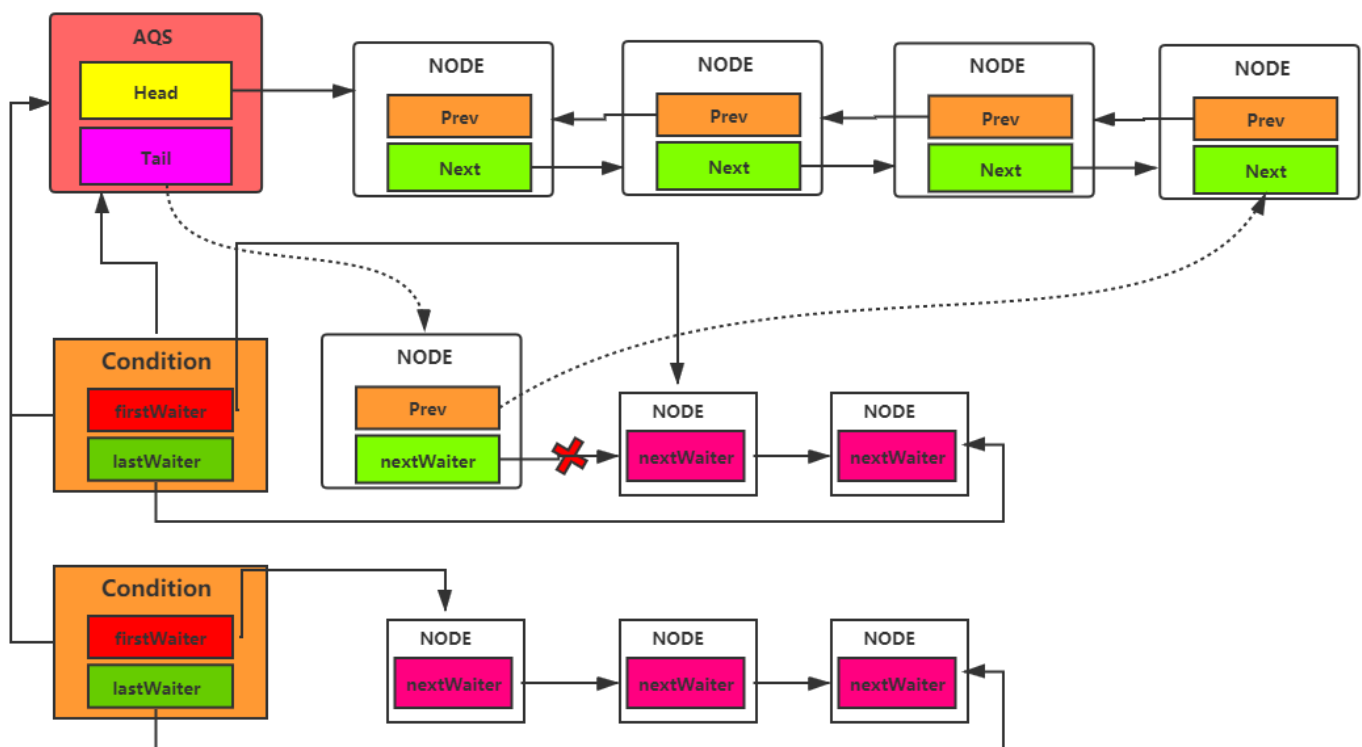 AQS
Head
Tail
NODE
Prev
Next
NODE
Prev
Next
NODE
Prev
Next
NODE
Prev
Next
Condition
firstWaiter
lastWaiter
NODE
Prev
nextWaiter
NODE
nextWaiter
NODE
nextWaiter
Condition
firstWaiter
lastWaiter
NODE
nextWaiter
NODE
nextWaiter
NODE
nextWaiter